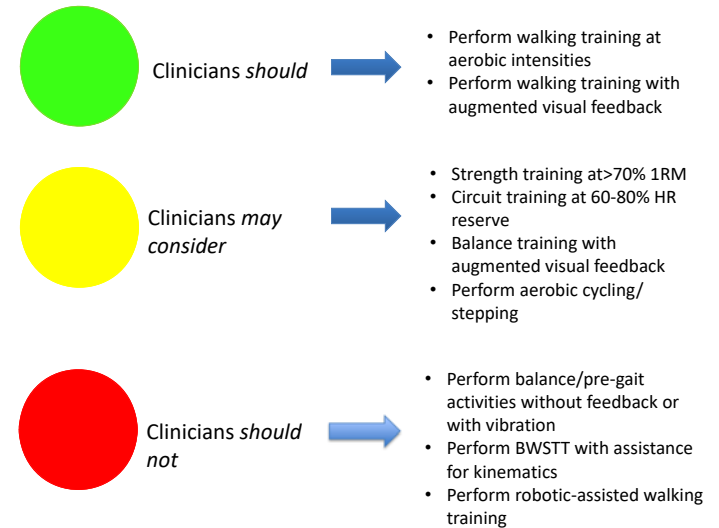 Clinicians should
• Perform walking training at
aerobic intensities
• Perform walking training with
augmented visual feedback
Clinicians may
consider
• Strength training at>70% 1RM
• Circuit training at 60-80% HR
reserve
• Balance training with
augmented visual feedback
• Perform aerobic cycling/
stepping
Clinicians should
not
• Perform balance/pre-gait
activities without feedback or
with vibration
• Perform BWSTT with assistance
for kinematics
• Perform robotic-assisted walking
training